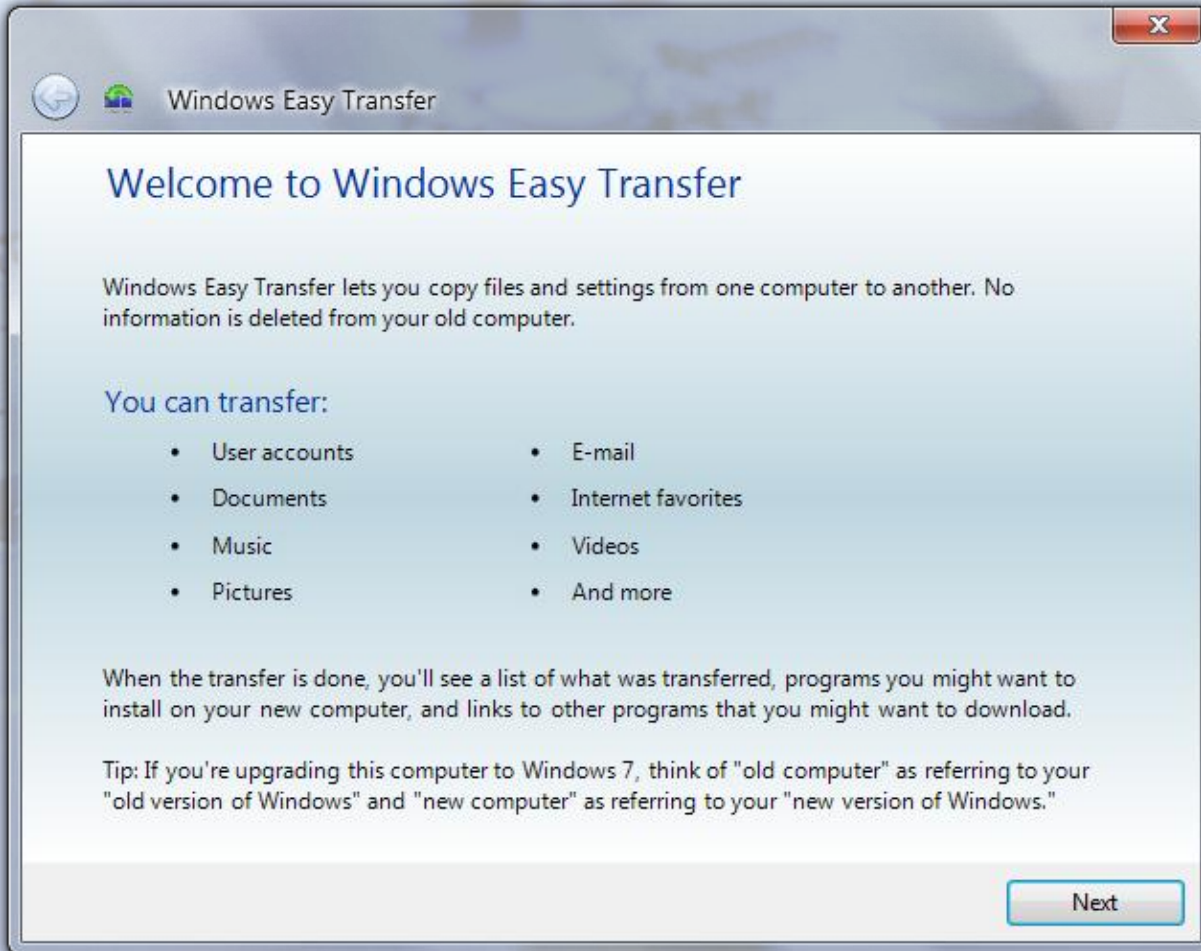 Windows Easy Transfer
Welcome to Windows Easy Transfer
Windows Easy Transfer lets you copy files and settings from one computer to another. No
information is deleted from your old computer.
You can transfer:
• User accounts
• Documents
• Music
• Pictures
• E-mail
• Internet favorites
• Videos
• And more
When the transfer is done, you'll see a list of what was transferred, programs you might want to
install on your new computer, and links to other programs that you might want to download.
Tip: If you're upgrading this computer to Windows 7, think of "old computer" as referring to your
"old version of Windows" and "new computer" as referring to your "new version of Windows."
Next